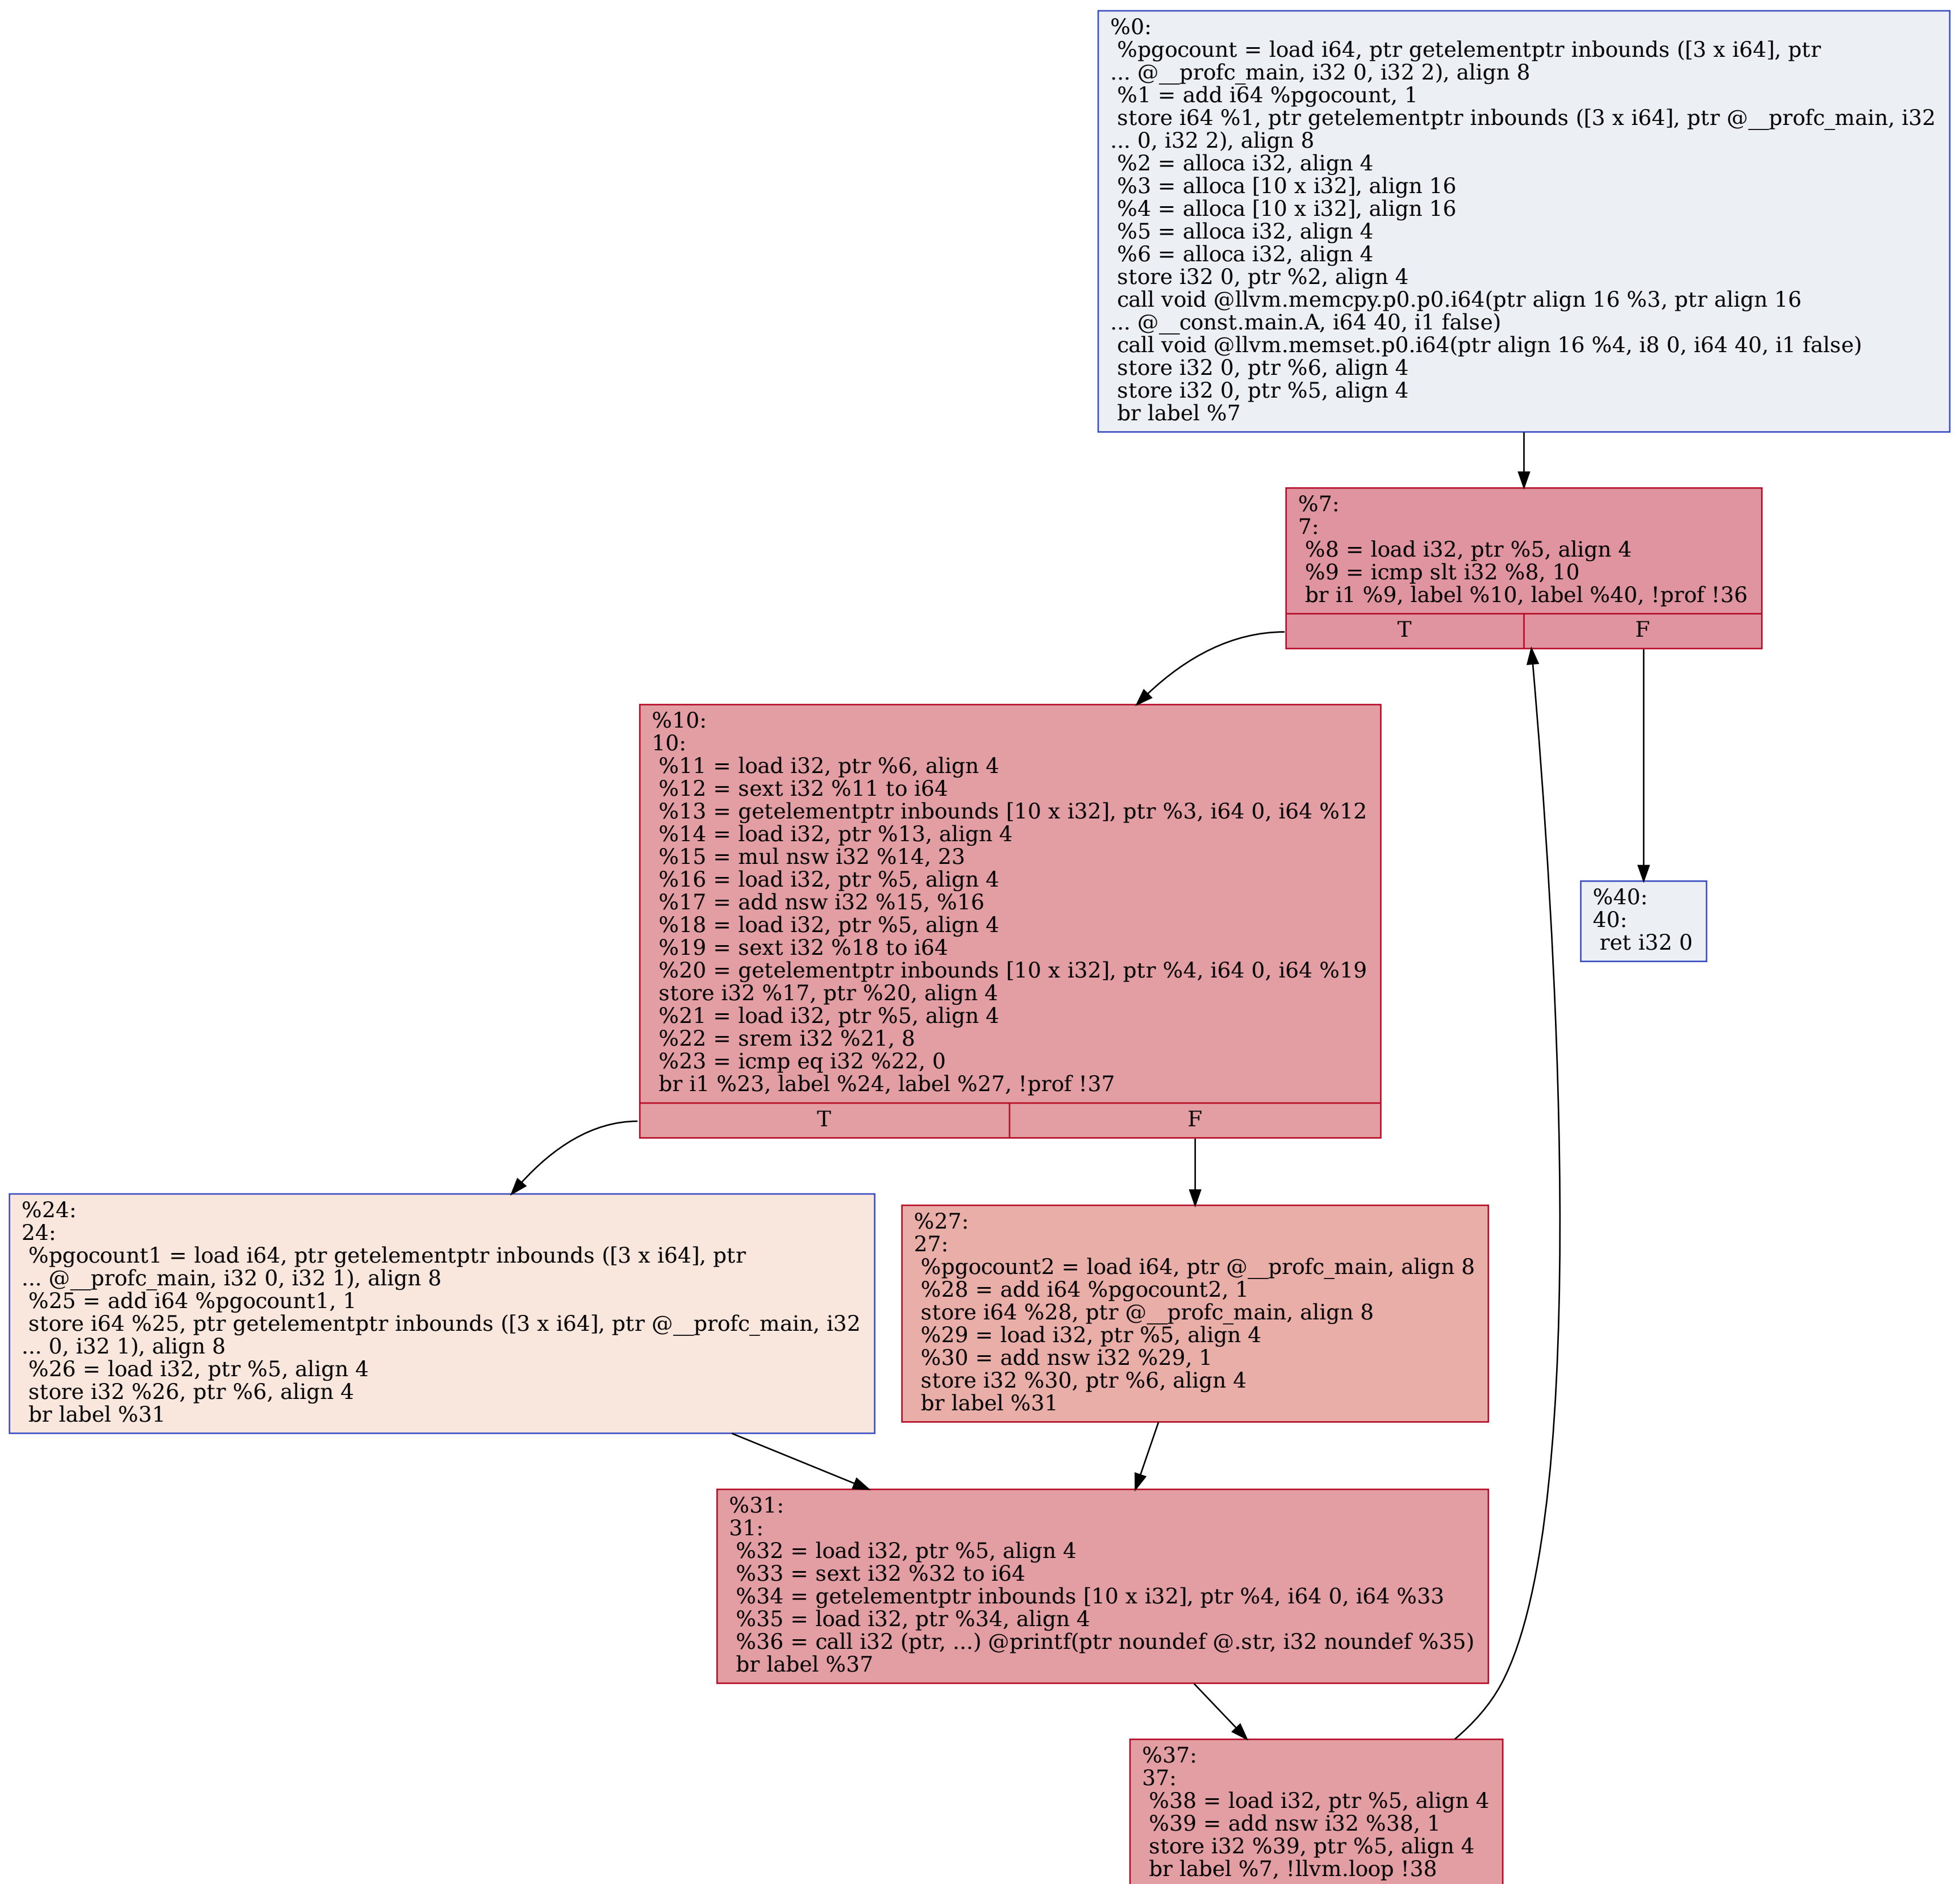 %0:
%pgocount = load i64, ptr getelementptr inbounds ([3 x i64], ptr
... @__profc_main, i32 0, i32 2), align 8
%1 = add i64 %pgocount, 1
store i64 %1, ptr getelementptr inbounds ([3 x i64], ptr @__profc_main, i32
... 0, i32 2), align 8
%2 = alloca i32, align 4
%3 = alloca [10 x i32], align 16
%4 = alloca [10 x i32], align 16
%5 = alloca i32, align 4
%6 = alloca i32, align 4
store i32 0, ptr %2, align 4
call void @llvm.memcpy.p0.p0.i64(ptr align 16 %3, ptr align 16
... @__const.main.A, i64 40, i1 false)
call void @llvm.memset.p0.i64(ptr align 16 %4, i8 0, i64 40, i1 false)
store i32 0, ptr %6, align 4
store i32 0, ptr %5, align 4
br label %7
%7:
7:
%8 = load i32, ptr %5, align 4
%9 = icmp slt i32 %8, 10
br i1 %9, label %10, label %40, !prof !36
T F
%10:
10:
%11 = load i32, ptr %6, align 4
%12 = sext i32 %11 to i64
%13 = getelementptr inbounds [10 x i32], ptr %3, i64 0, i64 %12
%14 = load i32, ptr %13, align 4
%15 = mul nsw i32 %14, 23
%16 = load i32, ptr %5, align 4
%17 = add nsw i32 %15, %16
%18 = load i32, ptr %5, align 4
%19 = sext i32 %18 to i64
%20 = getelementptr inbounds [10 x i32], ptr %4, i64 0, i64 %19
store i32 %17, ptr %20, align 4
%21 = load i32, ptr %5, align 4
%22 = srem i32 %21, 8
%23 = icmp eq i32 %22, 0
br i1 %23, label %24, label %27, !prof !37
T F
%40:
40:
ret i32 0
%24:
24:
%pgocount1 = load i64, ptr getelementptr inbounds ([3 x i64], ptr
... @__profc_main, i32 0, i32 1), align 8
%25 = add i64 %pgocount1, 1
store i64 %25, ptr getelementptr inbounds ([3 x i64], ptr @__profc_main, i32
... 0, i32 1), align 8
%26 = load i32, ptr %5, align 4
store i32 %26, ptr %6, align 4
br label %31
%27:
27:
%pgocount2 = load i64, ptr @__profc_main, align 8
%28 = add i64 %pgocount2, 1
store i64 %28, ptr @__profc_main, align 8
%29 = load i32, ptr %5, align 4
%30 = add nsw i32 %29, 1
store i32 %30, ptr %6, align 4
br label %31
%31:
31:
%32 = load i32, ptr %5, align 4
%33 = sext i32 %32 to i64
%34 = getelementptr inbounds [10 x i32], ptr %4, i64 0, i64 %33
%35 = load i32, ptr %34, align 4
%36 = call i32 (ptr, ...) @printf(ptr noundef @.str, i32 noundef %35)
br label %37
%37:
37:
%38 = load i32, ptr %5, align 4
%39 = add nsw i32 %38, 1
store i32 %39, ptr %5, align 4
br label %7, !llvm.loop !38